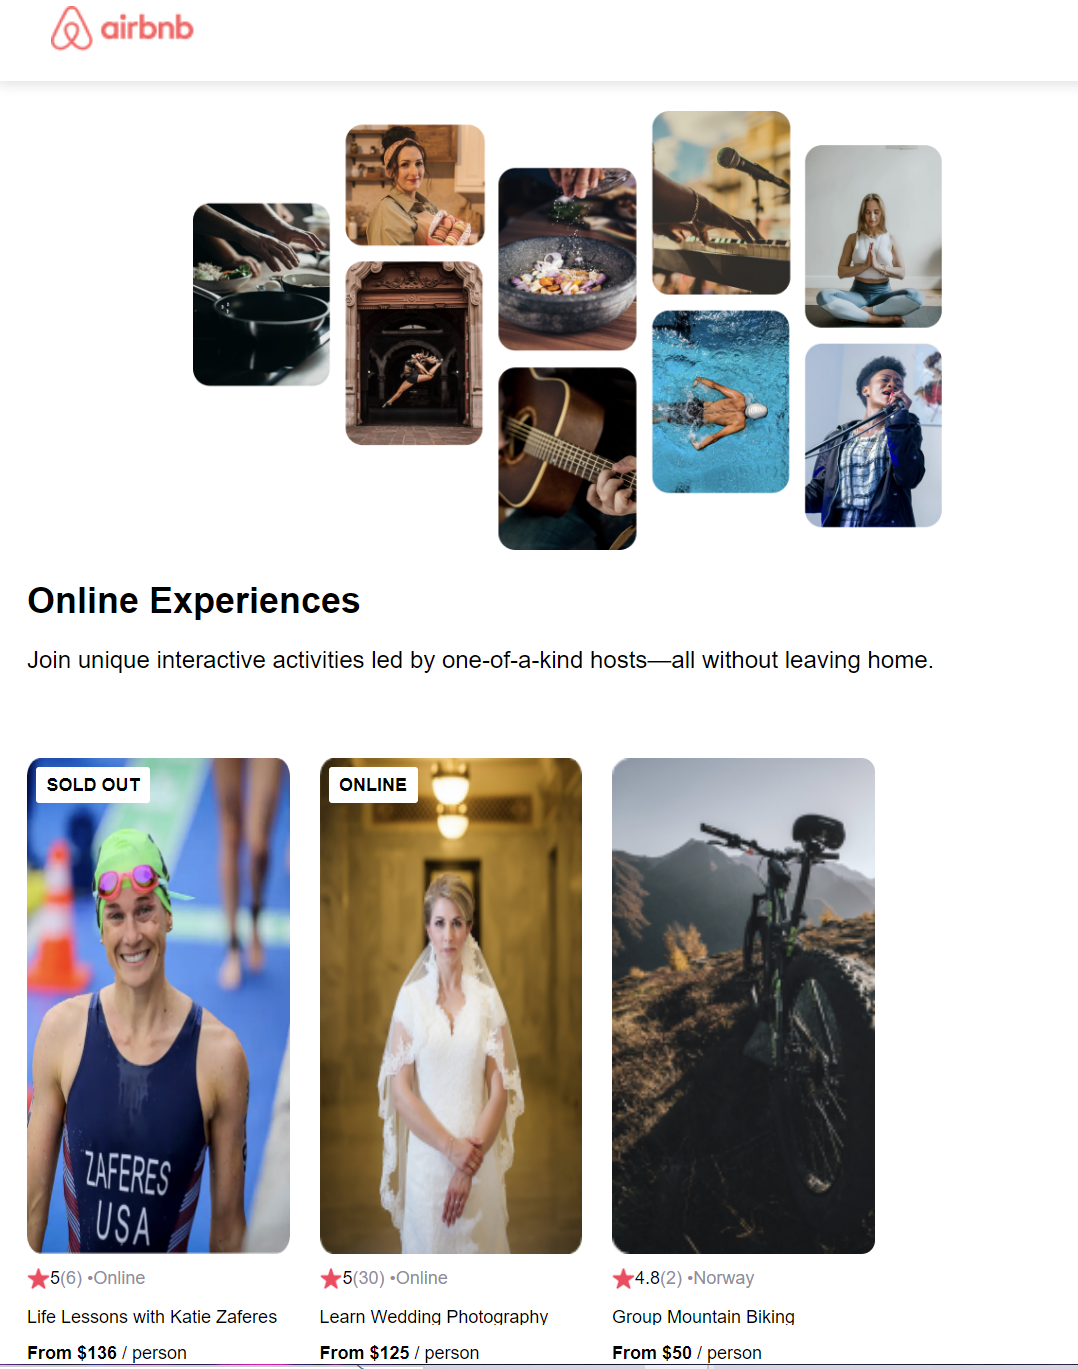 airbnb
Online Experiences
Join unique interactive activities led by one-of-a-kind hosts—all without leaving home.
SOLD OUT
ZAFERES
USA
5(6) •Online
Life Lessons with Katie Zaferes
From $136 / person
ONLINE
5(30) •Online
Learn Wedding Photography
From $125 / person
4.8(2) •Norway
Group Mountain Biking
From $50 / person